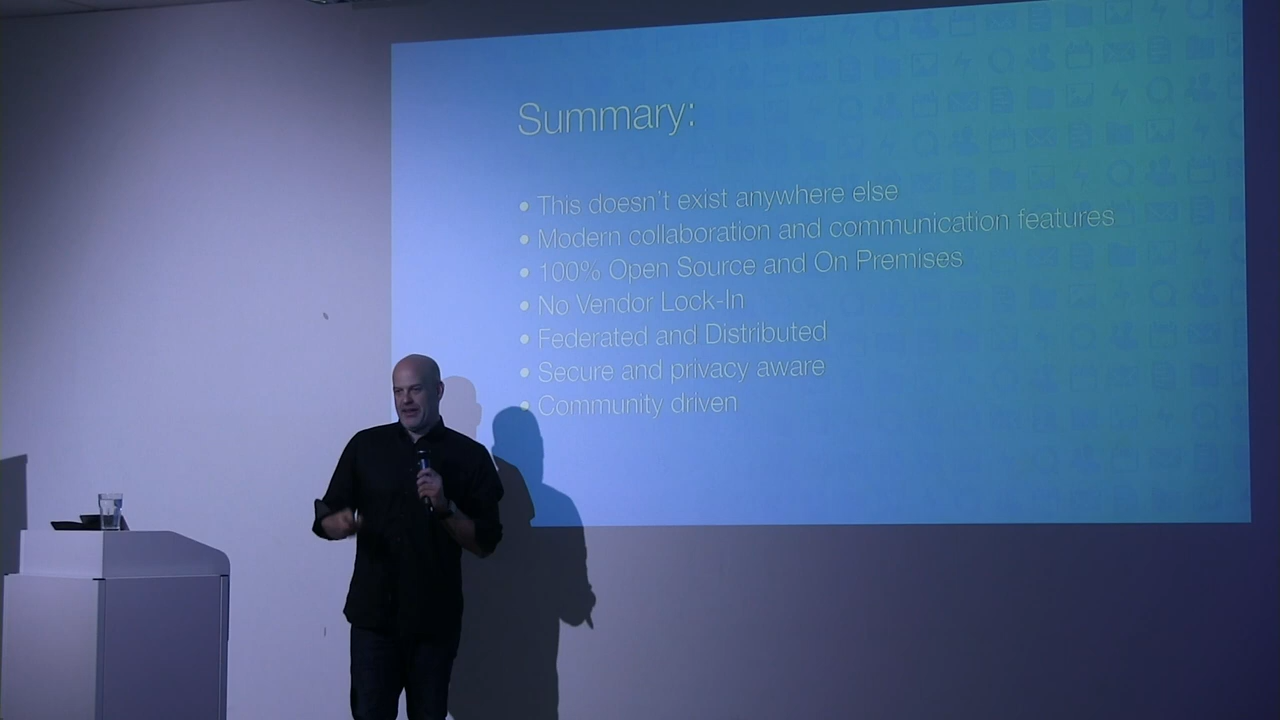 Summary:
• This doesn't exist anywhere else
• Modern collaboration and communication features
• 100% Open Source and On Premises
• No Vendor Lock-In
• Federated and Distributed
• Secure and privacy aware
• Community driven